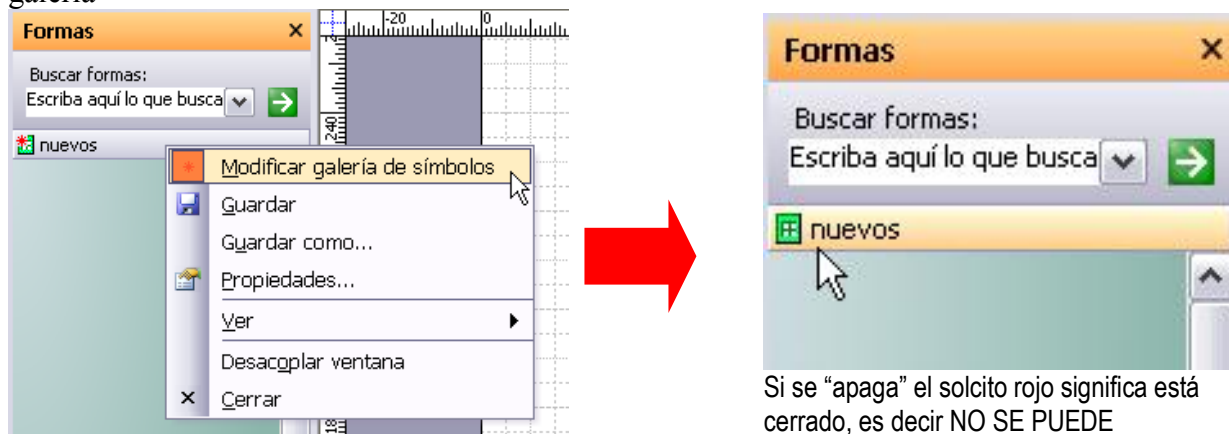 galería
Formas
Buscar formas:
Escriba aquí lo que busca
nuevos
Modificar galería de símbolos
Guardar
Guardar como...
Propiedades...
Ver
Desacoplar ventana
Cerrar
-20
0
240
Formas
Buscar formas:
Escriba aquí lo que busca
nuevos
Si se “apaga” el solcito rojo significa está
cerrado, es decir NO SE PUEDE